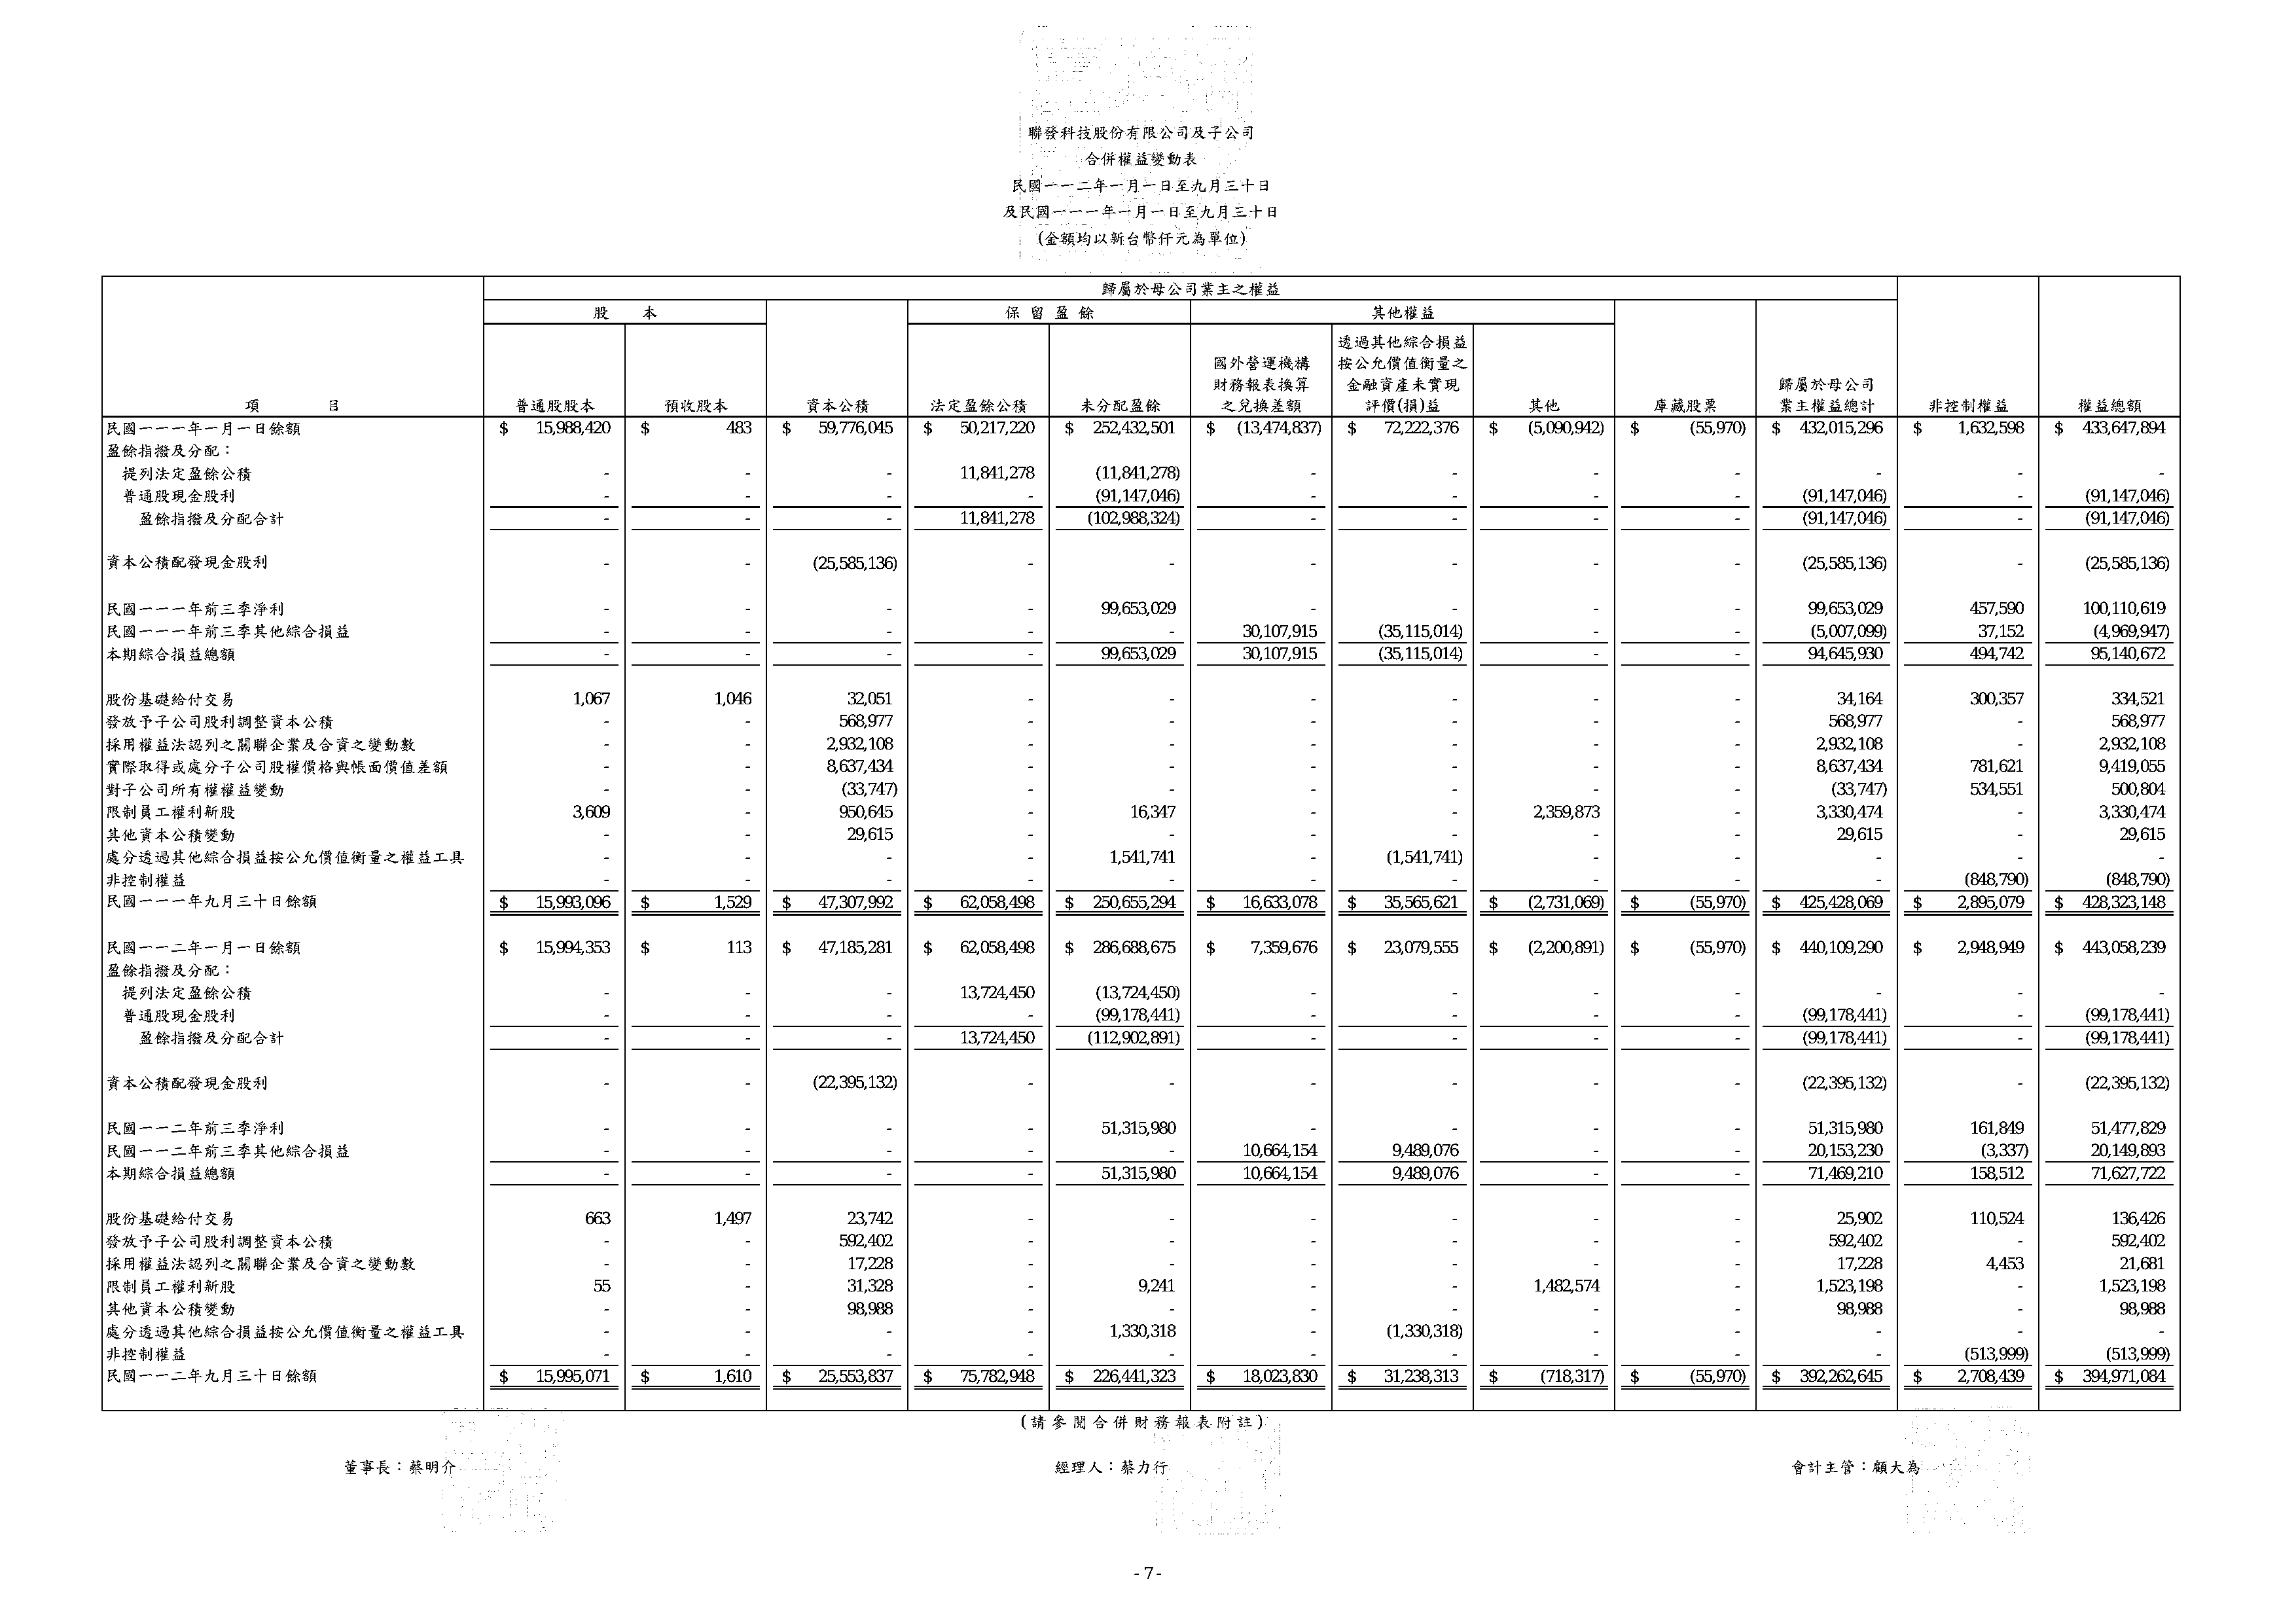 聯發科技股份有限公司及子公司
合併權益變動表
民國一一二年一月一日至九月三十日
及民國一一一年一月一日至九月三十日
(金額均以新台幣仟元為單位)
歸屬於母公司業主之權益
股 本 保 留 盈 餘 其他權益
項 目 普通股股本 預收股本 資本公積 法定盈餘公積 未分配盈餘 國外營運機構財務報表換算之兌換差額 透過其他綜合損益按公允價值衡量之金融資產未實現評價(損)益 其他 庫藏股票 歸屬於母公司業主權益總計 非控制權益 權益總額
民國一一一年一月一日餘額 $ 15,988,420 $ 483 $ 59,776,045 $ 50,217,220 $ 252,432,501 $ (13,474,837) $ 72,222,376 $ (5,090,942) $ (55,970) $ 432,015,296 $ 1,632,598 $ 433,647,894
盈餘指撥及分配：
提列法定盈餘公積 - - - 11,841,278 (11,841,278) - - - - - - -
普通股現金股利 - - - - (91,147,046) - - - - (91,147,046) - (91,147,046)
盈餘指撥及分配合計 - - - 11,841,278 (102,988,324) - - - - (91,147,046) - (91,147,046)
資本公積配發現金股利 - - (25,585,136) - - - - - - (25,585,136) - (25,585,136)
民國一一一年前三季淨利 - - - - 99,653,029 - - - - 99,653,029 457,590 100,110,619
民國一一一年前三季其他綜合損益 - - - - - 30,107,915 (35,115,014) - - (5,007,099) 37,152 (4,969,947)
本期綜合損益總額 - - - - 99,653,029 30,107,915 (35,115,014) - - 94,645,930 494,742 95,140,672
股份基礎給付交易 1,067 1,046 32,051 - - - - - - 34,164 300,357 334,521
發放予子公司股利調整資本公積 - - 568,977 - - - - - - 568,977 - 568,977
採用權益法認列之關聯企業及合資之變動數 - - 2,932,108 - - - - - - 2,932,108 - 2,932,108
實際取得或處分子公司股權價格與帳面價值差額 - - 8,637,434 - - - - - - 8,637,434 781,621 9,419,055
對子公司所有權權益變動 - - (33,747) - - - - - - (33,747) 534,551 500,804
限制員工權利新股 3,609 - 950,645 - 16,347 - - 2,359,873 - 3,330,474 - 3,330,474
其他資本公積變動 - - 29,615 - - - - - - 29,615 - 29,615
處分透過其他綜合損益按公允價值衡量之權益工具 - - - - 1,541,741 - (1,541,741) - - - - -
非控制權益 - - - - - - - - - - (848,790) (848,790)
民國一一一年九月三十日餘額 $ 15,993,096 $ 1,529 $ 47,307,992 $ 62,058,498 $ 250,655,294 $ 16,633,078 $ 35,565,621 $ (2,731,069) $ (55,970) $ 425,428,069 $ 2,895,079 $ 428,323,148
民國一一二年一月一日餘額 $ 15,994,353 $ 113 $ 47,185,281 $ 62,058,498 $ 286,688,675 $ 7,359,676 $ 23,079,555 $ (2,200,891) $ (55,970) $ 440,109,290 $ 2,948,949 $ 443,058,239
盈餘指撥及分配：
提列法定盈餘公積 - - - 13,724,450 (13,724,450) - - - - - - -
普通股現金股利 - - - - (99,178,441) - - - - (99,178,441) - (99,178,441)
盈餘指撥及分配合計 - - - 13,724,450 (112,902,891) - - - - (99,178,441) - (99,178,441)
資本公積配發現金股利 - - (22,395,132) - - - - - - (22,395,132) - (22,395,132)
民國一一二年前三季淨利 - - - - 51,315,980 - - - - 51,315,980 161,849 51,477,829
民國一一二年前三季其他綜合損益 - - - - - 10,664,154 9,489,076 - - 20,153,230 (3,337) 20,149,893
本期綜合損益總額 - - - - 51,315,980 10,664,154 9,489,076 - - 71,469,210 158,512 71,627,722
股份基礎給付交易 663 1,497 23,742 - - - - - - 25,902 110,524 136,426
發放予子公司股利調整資本公積 - - 592,402 - - - - - - 592,402 - 592,402
採用權益法認列之關聯企業及合資之變動數 - - 17,228 - - - - - - 17,228 4,453 21,681
限制員工權利新股 55 - 31,328 - 9,241 - - 1,482,574 - 1,523,198 - 1,523,198
其他資本公積變動 - - 98,988 - - - - - - 98,988 - 98,988
處分透過其他綜合損益按公允價值衡量之權益工具 - - - - 1,330,318 - (1,330,318) - - - - -
非控制權益 - - - - - - - - - - (513,999) (513,999)
民國一一二年九月三十日餘額 $ 15,995,071 $ 1,610 $ 25,553,837 $ 75,782,948 $ 226,441,323 $ 18,023,830 $ 31,238,313 $ (718,317) $ (55,970) $ 392,262,645 $ 2,708,439 $ 394,971,084
(請參閱合併財務報表附註)
董事長：蔡明介 經理人：蔡力行 會計主管：顧大為
- 7 -